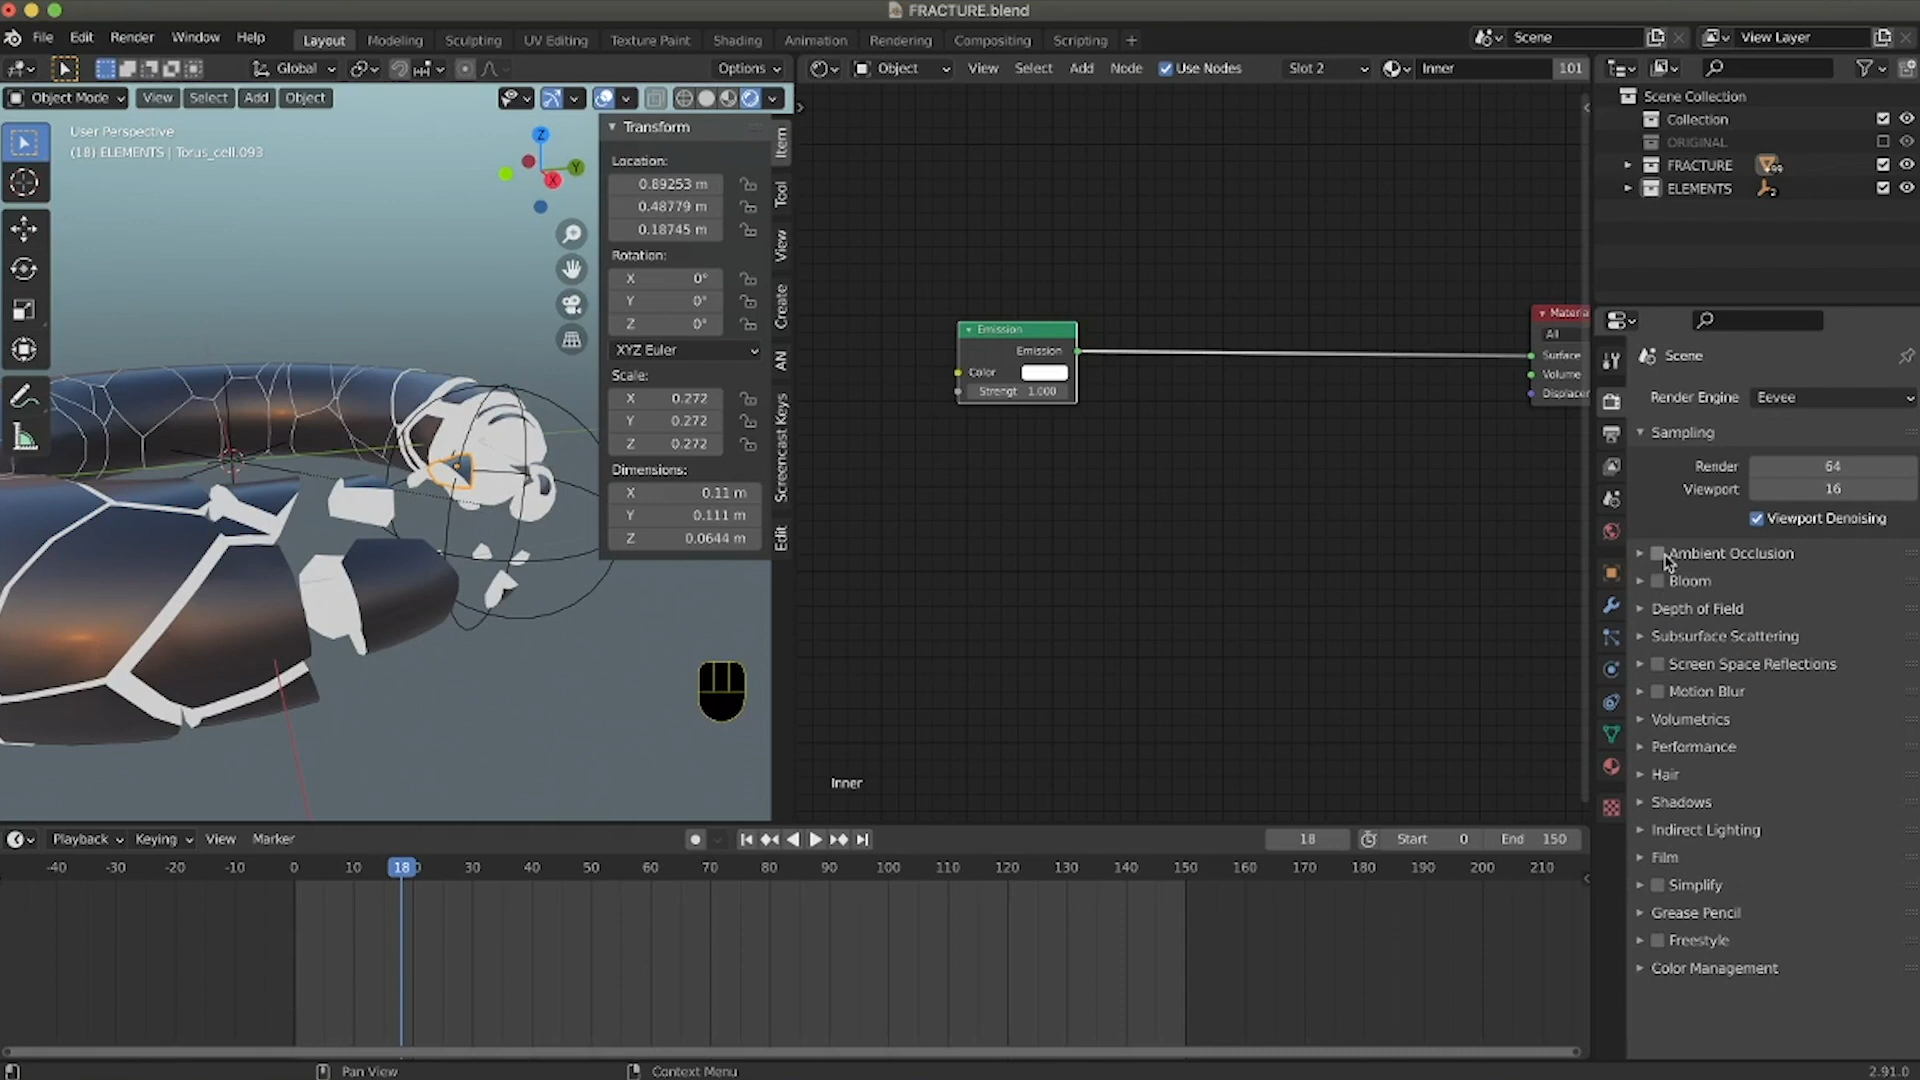 FRACTURE.blend
File Edit Render Window Help Layout Modeling Sculpting UV Editing Texture Paint Shading Animation Rendering Compositing Scripting + Scene View Layer
Global Options Object View Select Add Node Use Nodes Slot 2 Inner 101
Object Mode View Select Add Object
User Perspective
(18) ELEMENTS | Torus_cell.093
Z
Y
X
Transform
Location:
0.89253 m
0.48779 m
0.18745 m
Rotation:
X 0°
Y 0°
Z 0°
XYZ Euler
Scale:
X 0.272
Y 0.272
Z 0.272
Dimensions:
X 0.11 m
Y 0.111 m
Z 0.0644 m
Item
Tool
View
Create
AN
Screencast Keys
Edit
Emission
Emission
Color
Strengt 1.000
Materia
All
Surface
Volume
Displacer
Inner
Scene Collection
Collection
ORIGINAL
FRACTURE 99
ELEMENTS 2
Scene
Render Engine Eevee
Sampling
Render 64
Viewport 16
Viewport Denoising
Ambient Occlusion
Bloom
Depth of Field
Subsurface Scattering
Screen Space Reflections
Motion Blur
Volumetrics
Performance
Hair
Shadows
Indirect Lighting
Film
Simplify
Grease Pencil
Freestyle
Color Management
Playback Keying View Marker 18 Start 0 End 150
-40 -30 -20 -10 0 10 18 30 40 50 60 70 80 90 100 110 120 130 140 150 160 170 180 190 200 210
Pan View Context Menu 2.91.0